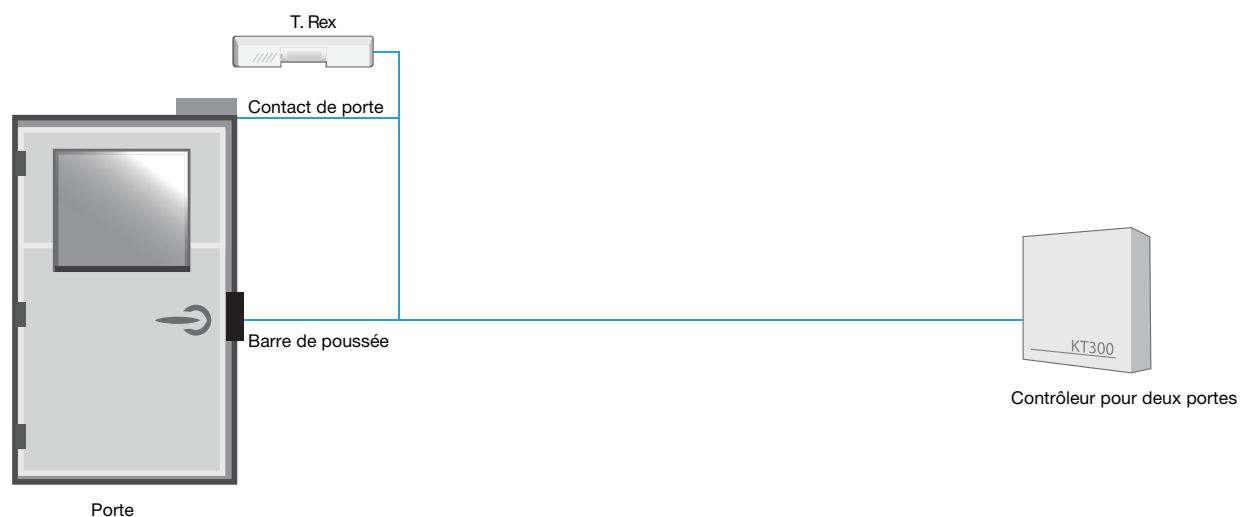 T. Rex
Contact de porte
Barre de poussée
KT300
Contrôleur pour deux portes
Porte